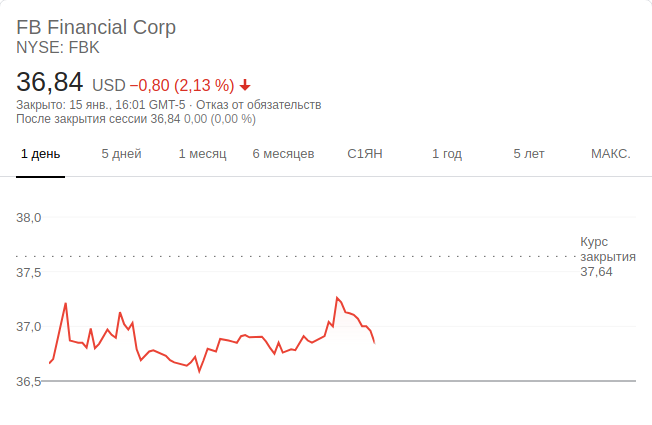 FB Financial Corp
NYSE: FBK
36,84 USD −0,80 (2,13 %)
Закрыто: 15 янв., 16:01 GMT-5 · Отказ от обязательств
После закрытия сессии 36,84 0,00 (0,00 %)
1 день 5 дней 1 месяц 6 месяцев С1ЯН 1 год 5 лет МАКС.
38,0
Курс
закрытия
37,64
37,5
37,0
36,5